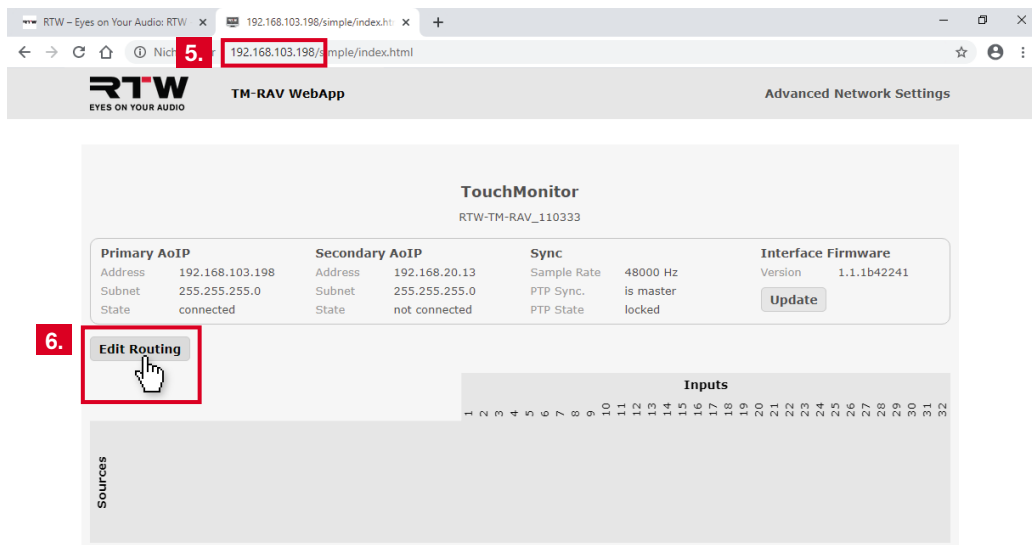 RTW – Eyes on Your Audio: RTW
192.168.103.198/simple/index.ht
5.
192.168.103.198/simple/index.html
RTW
EYES ON YOUR AUDIO
TM-RAV WebApp
Advanced Network Settings
TouchMonitor
RTW-TM-RAV_110333
Primary AoIP
Address 192.168.103.198
Subnet 255.255.255.0
State connected
Secondary AoIP
Address 192.168.20.13
Subnet 255.255.255.0
State not connected
Sync
Sample Rate 48000 Hz
PTP Sync. is master
PTP State locked
Interface Firmware
Version 1.1.1b42241
Update
6.
Edit Routing
Inputs
1 2 3 4 5 6 7 8 9 10 11 12 13 14 15 16 17 18 19 20 21 22 23 24 25 26 27 28 29 30 31 32
Sources